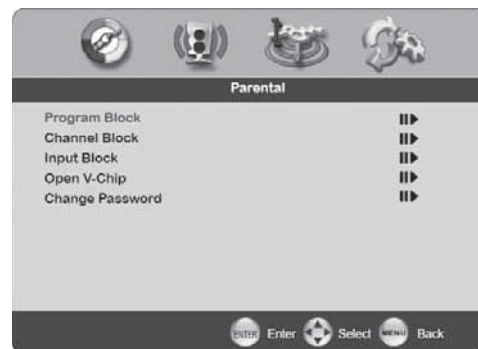 Parental
Program Block
Channel Block
Input Block
Open V-Chip
Change Password
ENTER Enter Select MENU Back